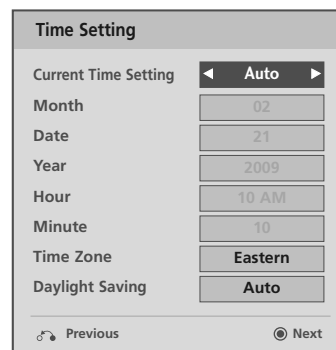 Time Setting
Current Time Setting ◄ Auto ►
Month 02
Date 21
Year 2009
Hour 10 AM
Minute 10
Time Zone Eastern
Daylight Saving Auto
Previous Next